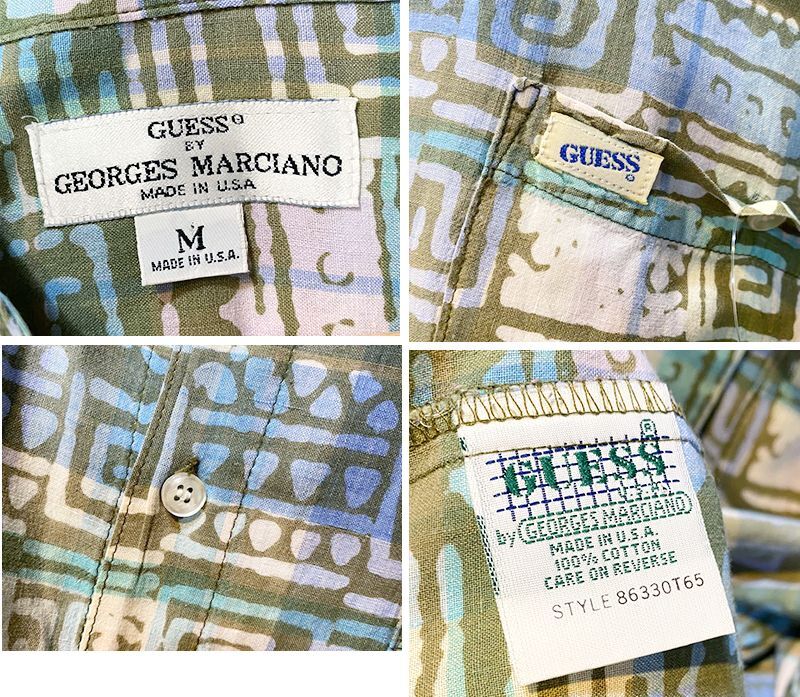 GUESS®
BY
GEORGES MARCIANO
MADE IN U.S.A
M
MADE IN U.S.A.
GUESS®
GUESS®
U.S.A.
by GEORGES MARCIANO
MADE IN U.S.A.
100% COTTON
CARE ON REVERSE
STYLE 86330T65